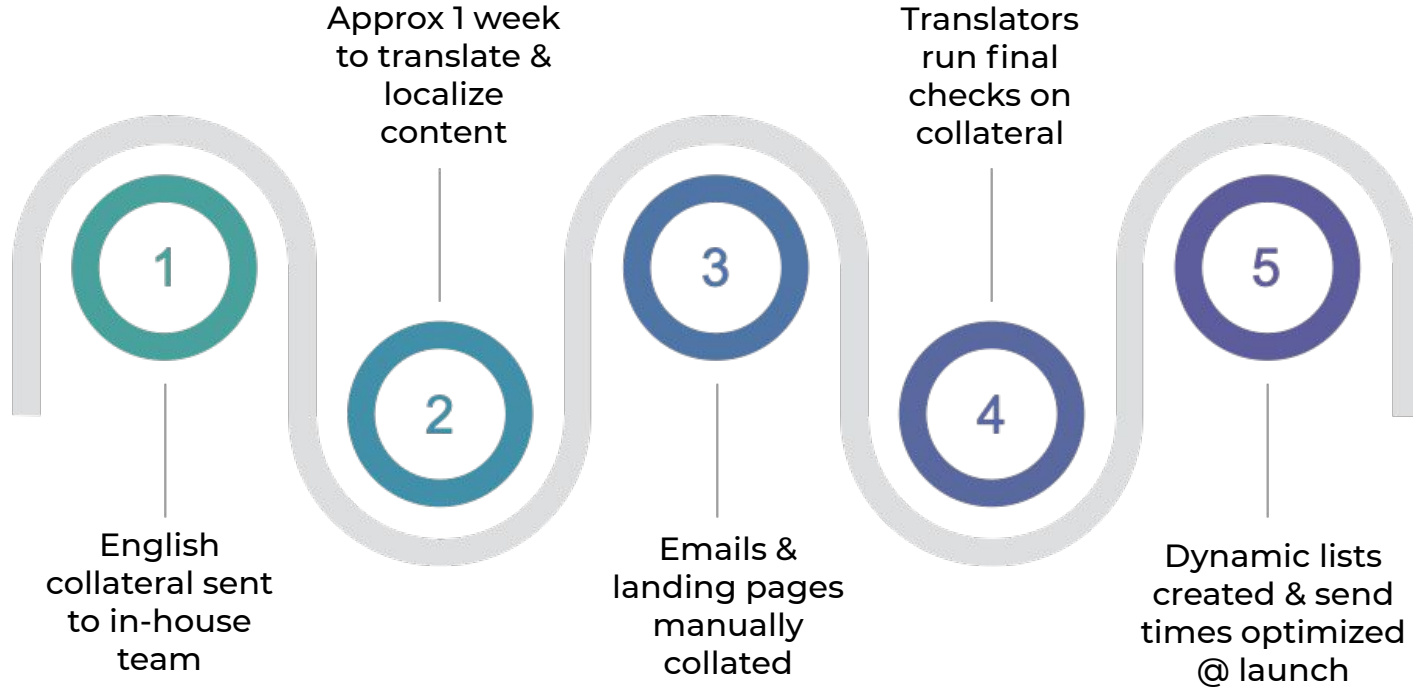 1
English
collateral sent
to in-house
team
Approx 1 week
to translate &
localize
content
2
3
Emails &
landing pages
manually
collated
Translators
run final
checks on
collateral
4
5
Dynamic lists
created & send
times optimized
@ launch